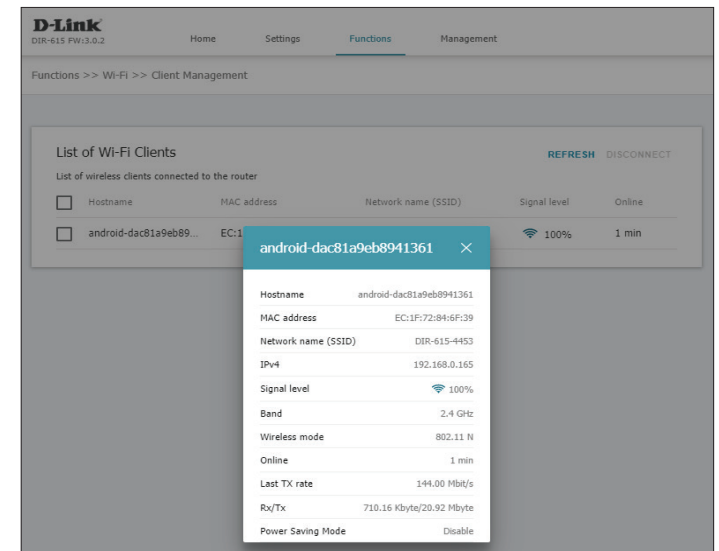 D-Link
DIR-615 FW:3.0.2 Home Settings Functions Management
Functions >> Wi-Fi >> Client Management
List of Wi-Fi Clients REFRESH DISCONNECT
List of wireless clients connected to the router
Hostname MAC address Network name (SSID) Signal level Online
android-dac81a9eb89... EC:1 100% 1 min
android-dac81a9eb8941361 ×
Hostname android-dac81a9eb8941361
MAC address EC:1F:72:84:6F:39
Network name (SSID) DIR-615-4453
IPv4 192.168.0.165
Signal level 100%
Band 2.4 GHz
Wireless mode 802.11 N
Online 1 min
Last TX rate 144.00 Mbit/s
Rx/Tx 710.16 Kbyte/20.92 Mbyte
Power Saving Mode Disable